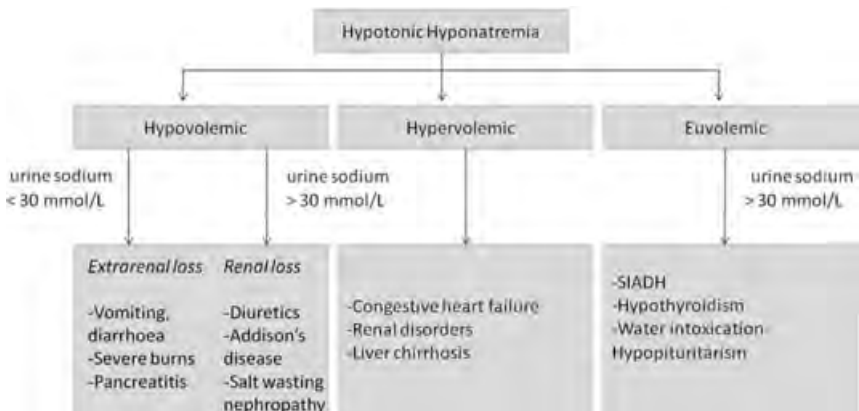 Hypotonic Hyponatremia
Hypovolemic
Hypervolemic
Euvolemic
urine sodium
< 30 mmol/L
urine sodium
> 30 mmol/L
urine sodium
> 30 mmol/L
Extrarenal loss
-Vomiting,
diarrhoea
-Severe burns
-Pancreatitis
Renal loss
-Diuretics
-Addison's
disease
-Salt wasting
nephropathy
-Congestive heart failure
-Renal disorders
-Liver chirrhosis
-SIADH
-Hypothyroidism
-Water intoxication
Hypopituritarism